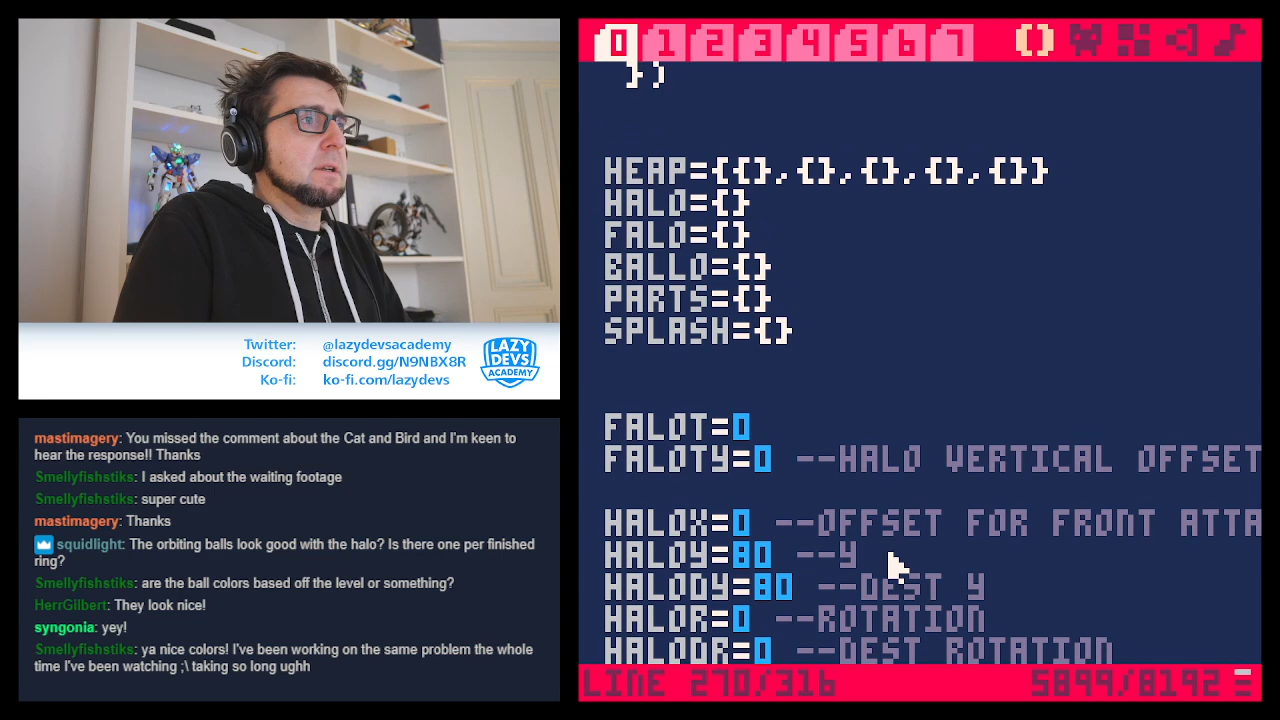 Twitter: @lazydevsacademy
Discord: discord.gg/N9NBX8R
Ko-fi: ko-fi.com/lazydevs
LAZY DEVS ACADEMY
mastimagery: You missed the comment about the Cat and Bird and I'm keen to
hear the response!! Thanks
Smellyfishstiks: I asked about the waiting footage
Smellyfishstiks: super cute
mastimagery: Thanks
squidlight: The orbiting balls look good with the halo? Is there one per finished
ring?
Smellyfishstiks: are the ball colors based off the level or something?
HerrGilbert: They look nice!
syngonia: yey!
Smellyfishstiks: ya nice colors! I've been working on the same problem the whole
time I've been watching ;\ taking so long ughh
0 1 2 3 4 5 6 7 ()
})
HEAP={{},{},{},{},{}}
HALO={}
FALO={}
BALLO={}
PARTS={}
SPLASH={}
FALOT=0
FALOTY=0 --HALO VERTICAL OFFSET
HALOX=0 --OFFSET FOR FRONT ATTA
HALOY=80 --Y
HALODY=80 --DEST Y
HALOR=0 --ROTATION
HALODR=0 --DEST ROTATION
LINE 270/316 5899/8192